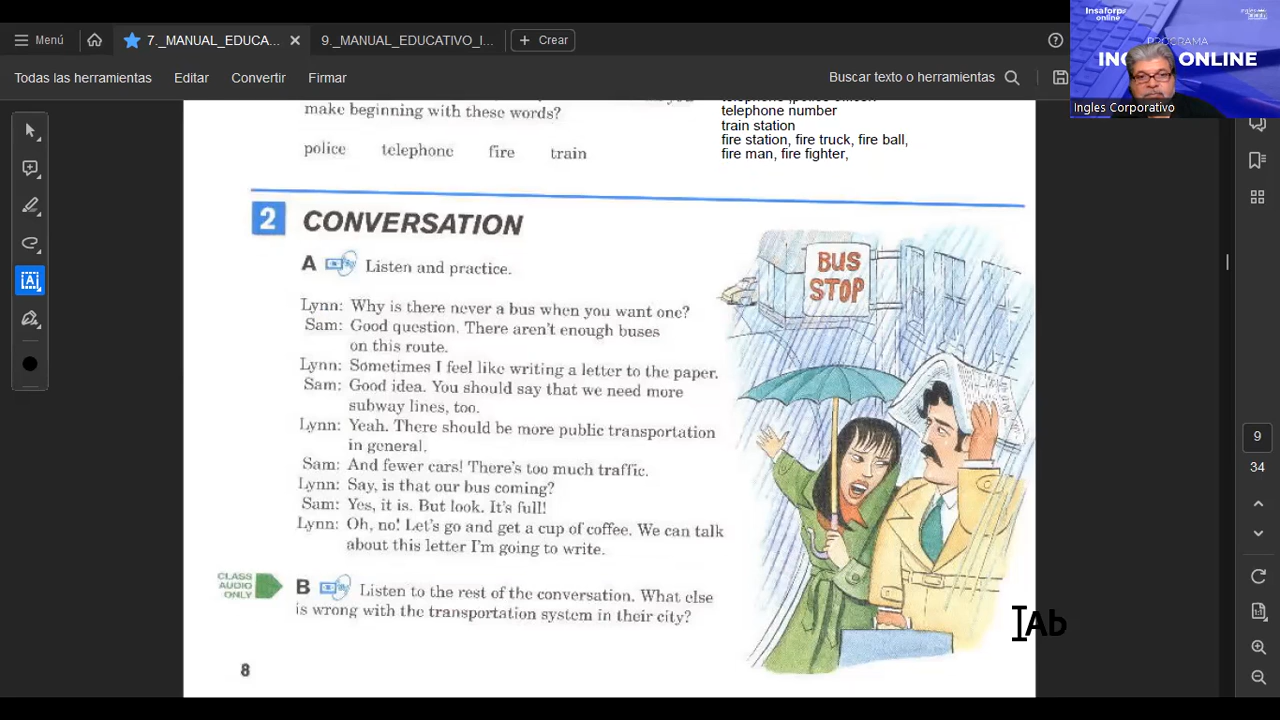 Menú
7._MANUAL_EDUCA...
9._MANUAL_EDUCATIVO_I...
Crear
Insaforp
online
PROGRAMA
INGLES ONLINE
Ingles Corporativo
Todas las herramientas
Editar
Convertir
Firmar
Buscar texto o herramientas
make beginning with these words?
police telephone fire train
telephone number
train station
fire station, fire truck, fire ball,
fire man, fire fighter,
2 CONVERSATION
A Listen and practice.
Lynn: Why is there never a bus when you want one?
Sam: Good question. There aren't enough buses
on this route.
Lynn: Sometimes I feel like writing a letter to the paper.
Sam: Good idea. You should say that we need more
subway lines, too.
Lynn: Yeah. There should be more public transportation
in general.
Sam: And fewer cars! There's too much traffic.
Lynn: Say, is that our bus coming?
Sam: Yes, it is. But look. It's full!
Lynn: Oh, no! Let's go and get a cup of coffee. We can talk
about this letter I'm going to write.
BUS
STOP
CLASS
AUDIO
ONLY
B Listen to the rest of the conversation. What else
is wrong with the transportation system in their city?
8
Ab
9
34